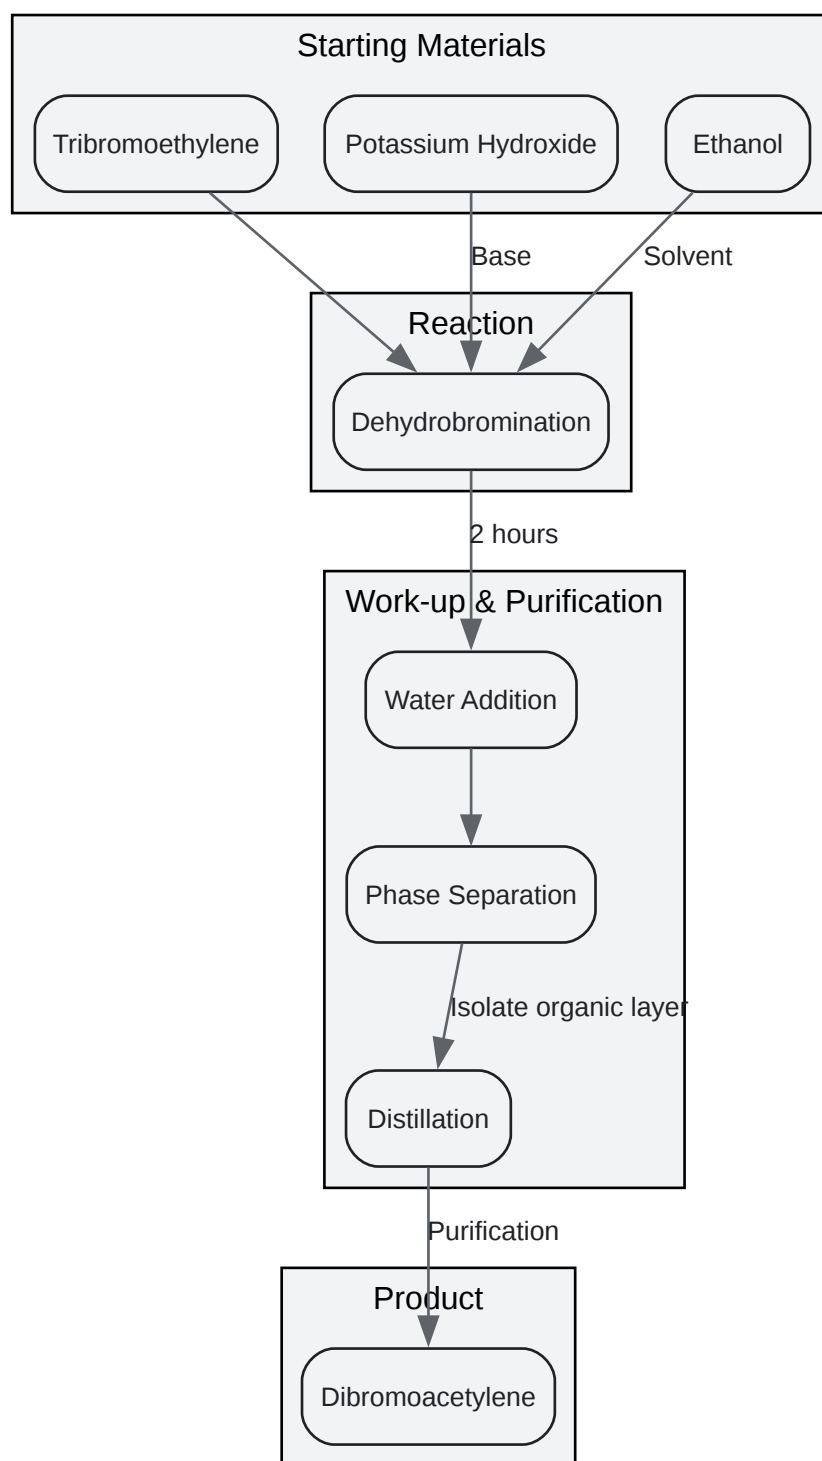 Starting Materials
Tribromoethylene
Potassium Hydroxide
Ethanol
Base
Solvent
Reaction
Dehydrobromination
2 hours
Work-up & Purification
Water Addition
Phase Separation
Isolate organic layer
Distillation
Purification
Product
Dibromoacetylene